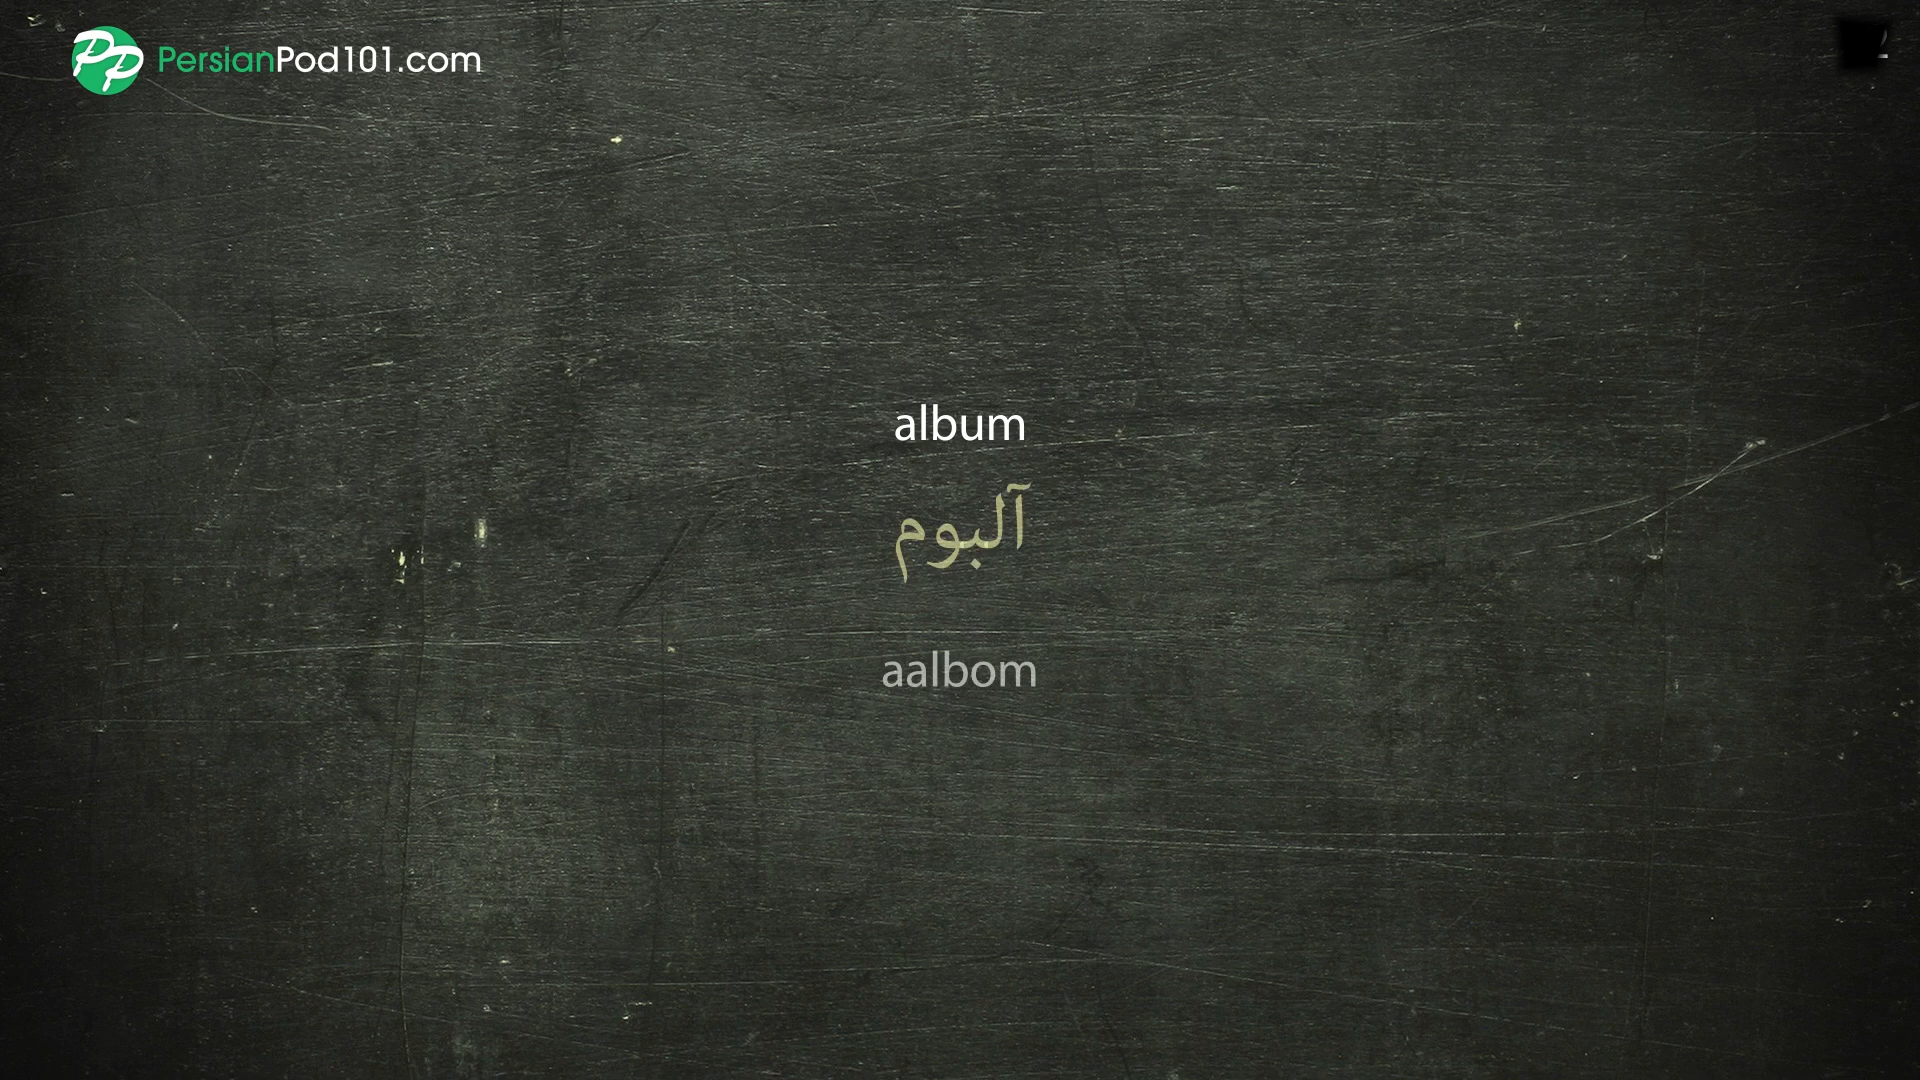 PersianPod101.com
album
آلبوم
aalbom